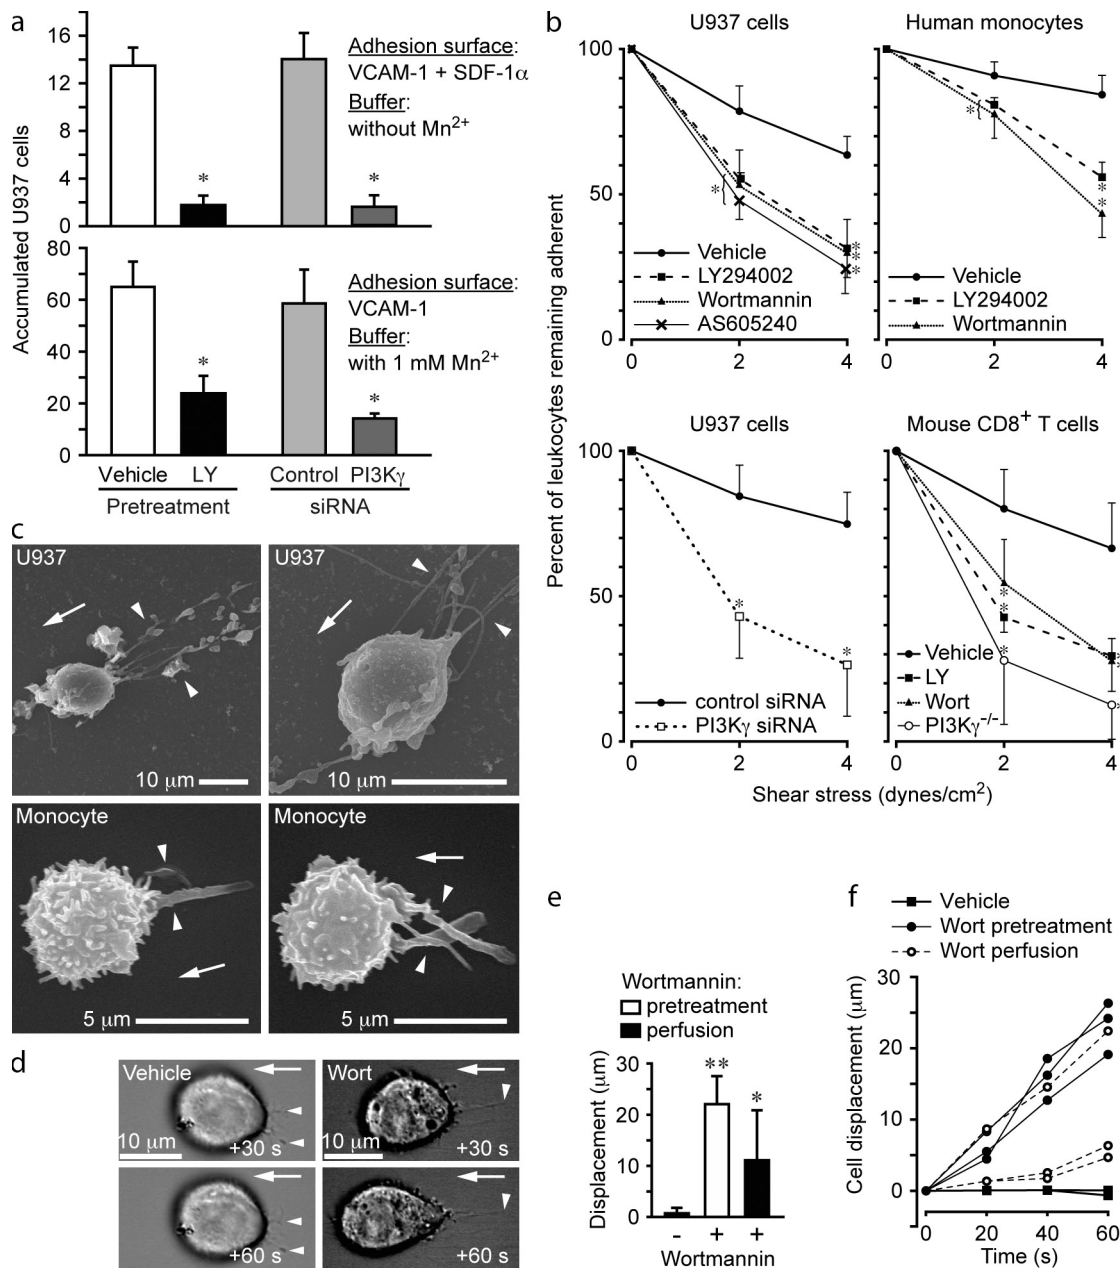 a
Accumulated U937 cells
16
14
12
8
4
2
0
Adhesion surface:
VCAM-1 + SDF-1α
Buffer:
without Mn2+
*
*
80
60
40
20
0
Adhesion surface:
VCAM-1
Buffer:
with 1 mM Mn2+
*
*
Vehicle LY Control PI3Kγ
Pretreatment siRNA
b
Percent of leukocytes remaining adherent
U937 cells
100
50
0
*
*
*
*
Vehicle
LY294002
Wortmannin
AS605240
0 2 4
Human monocytes
*
*
*
Vehicle
LY294002
Wortmannin
0 2 4
U937 cells
100
50
0
*
*
control siRNA
PI3Kγ siRNA
0 2 4
Mouse CD8+ T cells
*
*
*
Vehicle
LY
Wort
PI3Kγ-/-
0 2 4
Shear stress (dynes/cm2)
c
U937
10 μm
10 μm
Monocyte
5 μm
Monocyte
5 μm
d
Vehicle
10 μm
+30 s
Wort
+30 s
+60 s
+60 s
e
Wortmannin:
pretreatment
perfusion
Displacement (μm)
30
20
10
0
**
*
- + +
Wortmannin
f
Vehicle
Wort pretreatment
Wort perfusion
Cell displacement (μm)
30
20
10
0
0 20 40 60
Time (s)